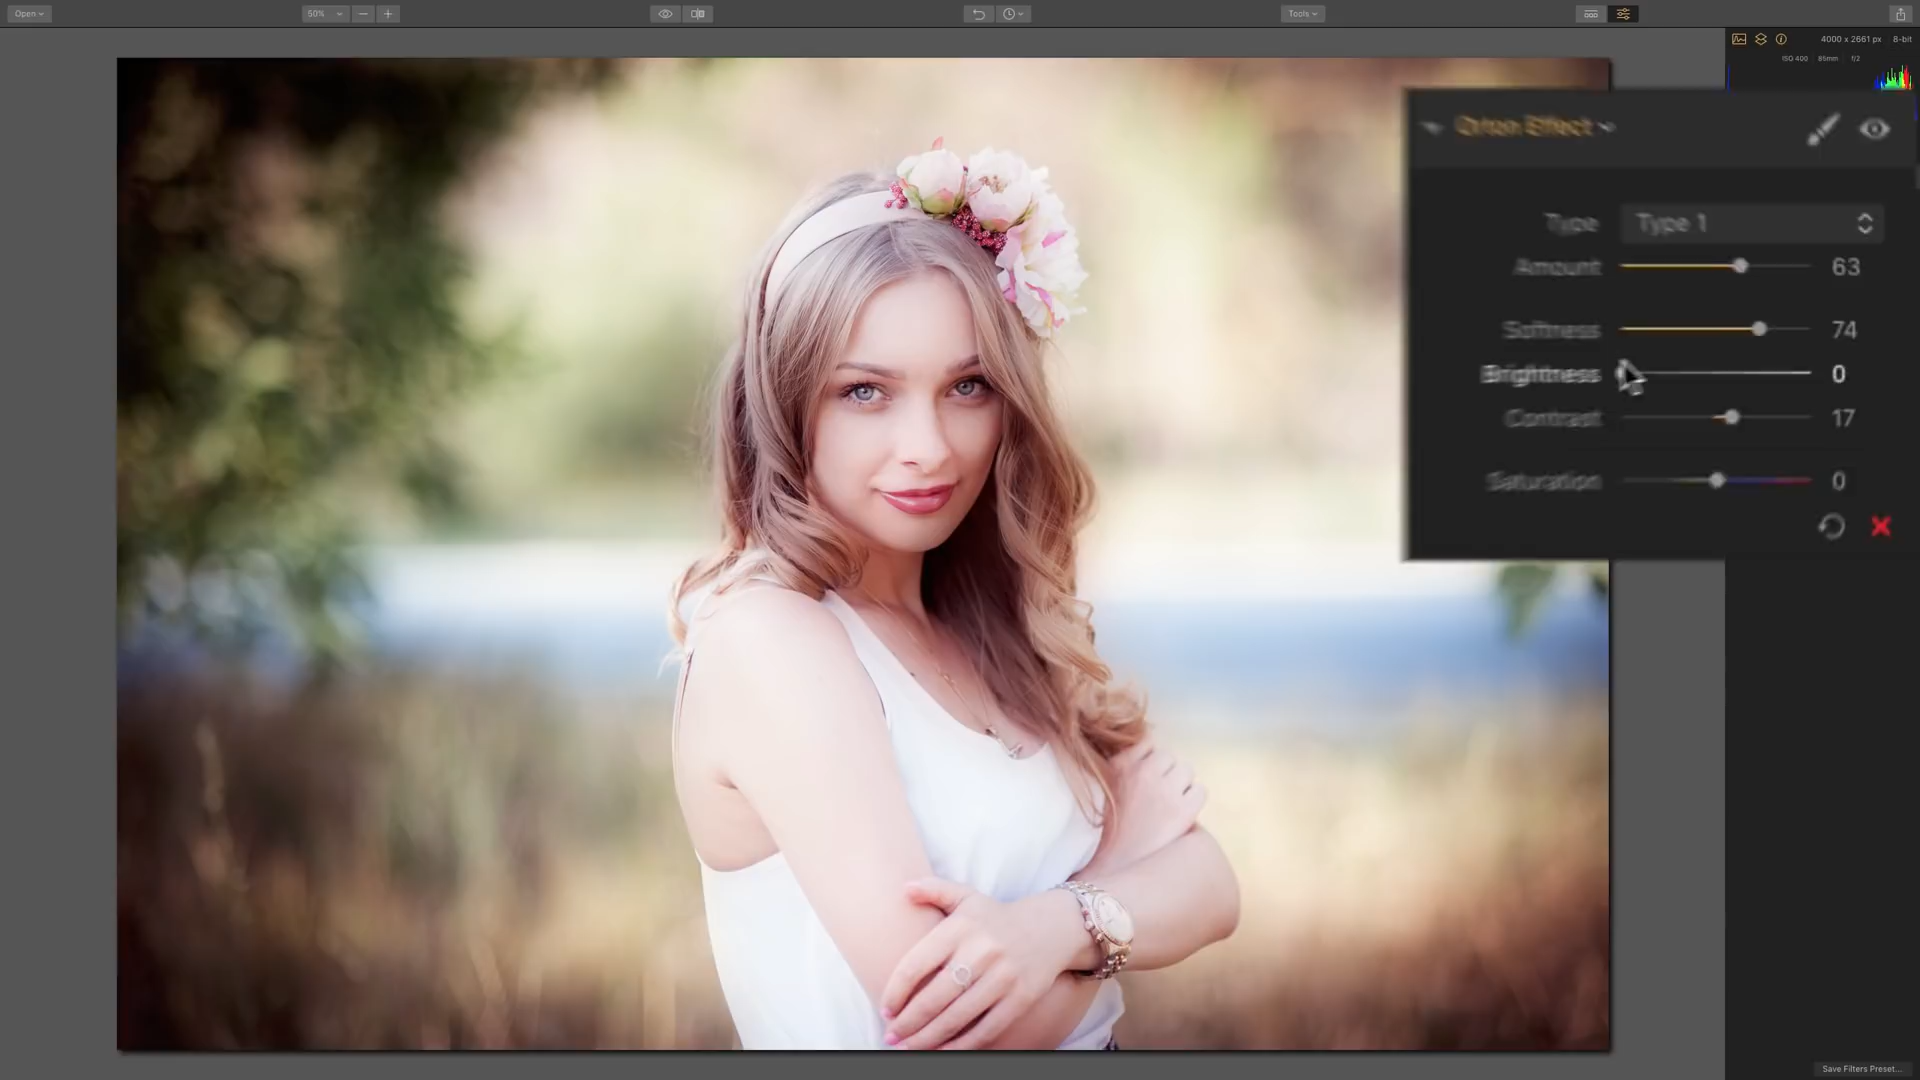 Open
50%
Tools
4000 x 2661 px 8-bit
ISO 400 85mm f/2
Orton Effect
Type Type 1
Amount 63
Softness 74
Brightness 0
Contrast 17
Saturation 0
Save Filters Preset...